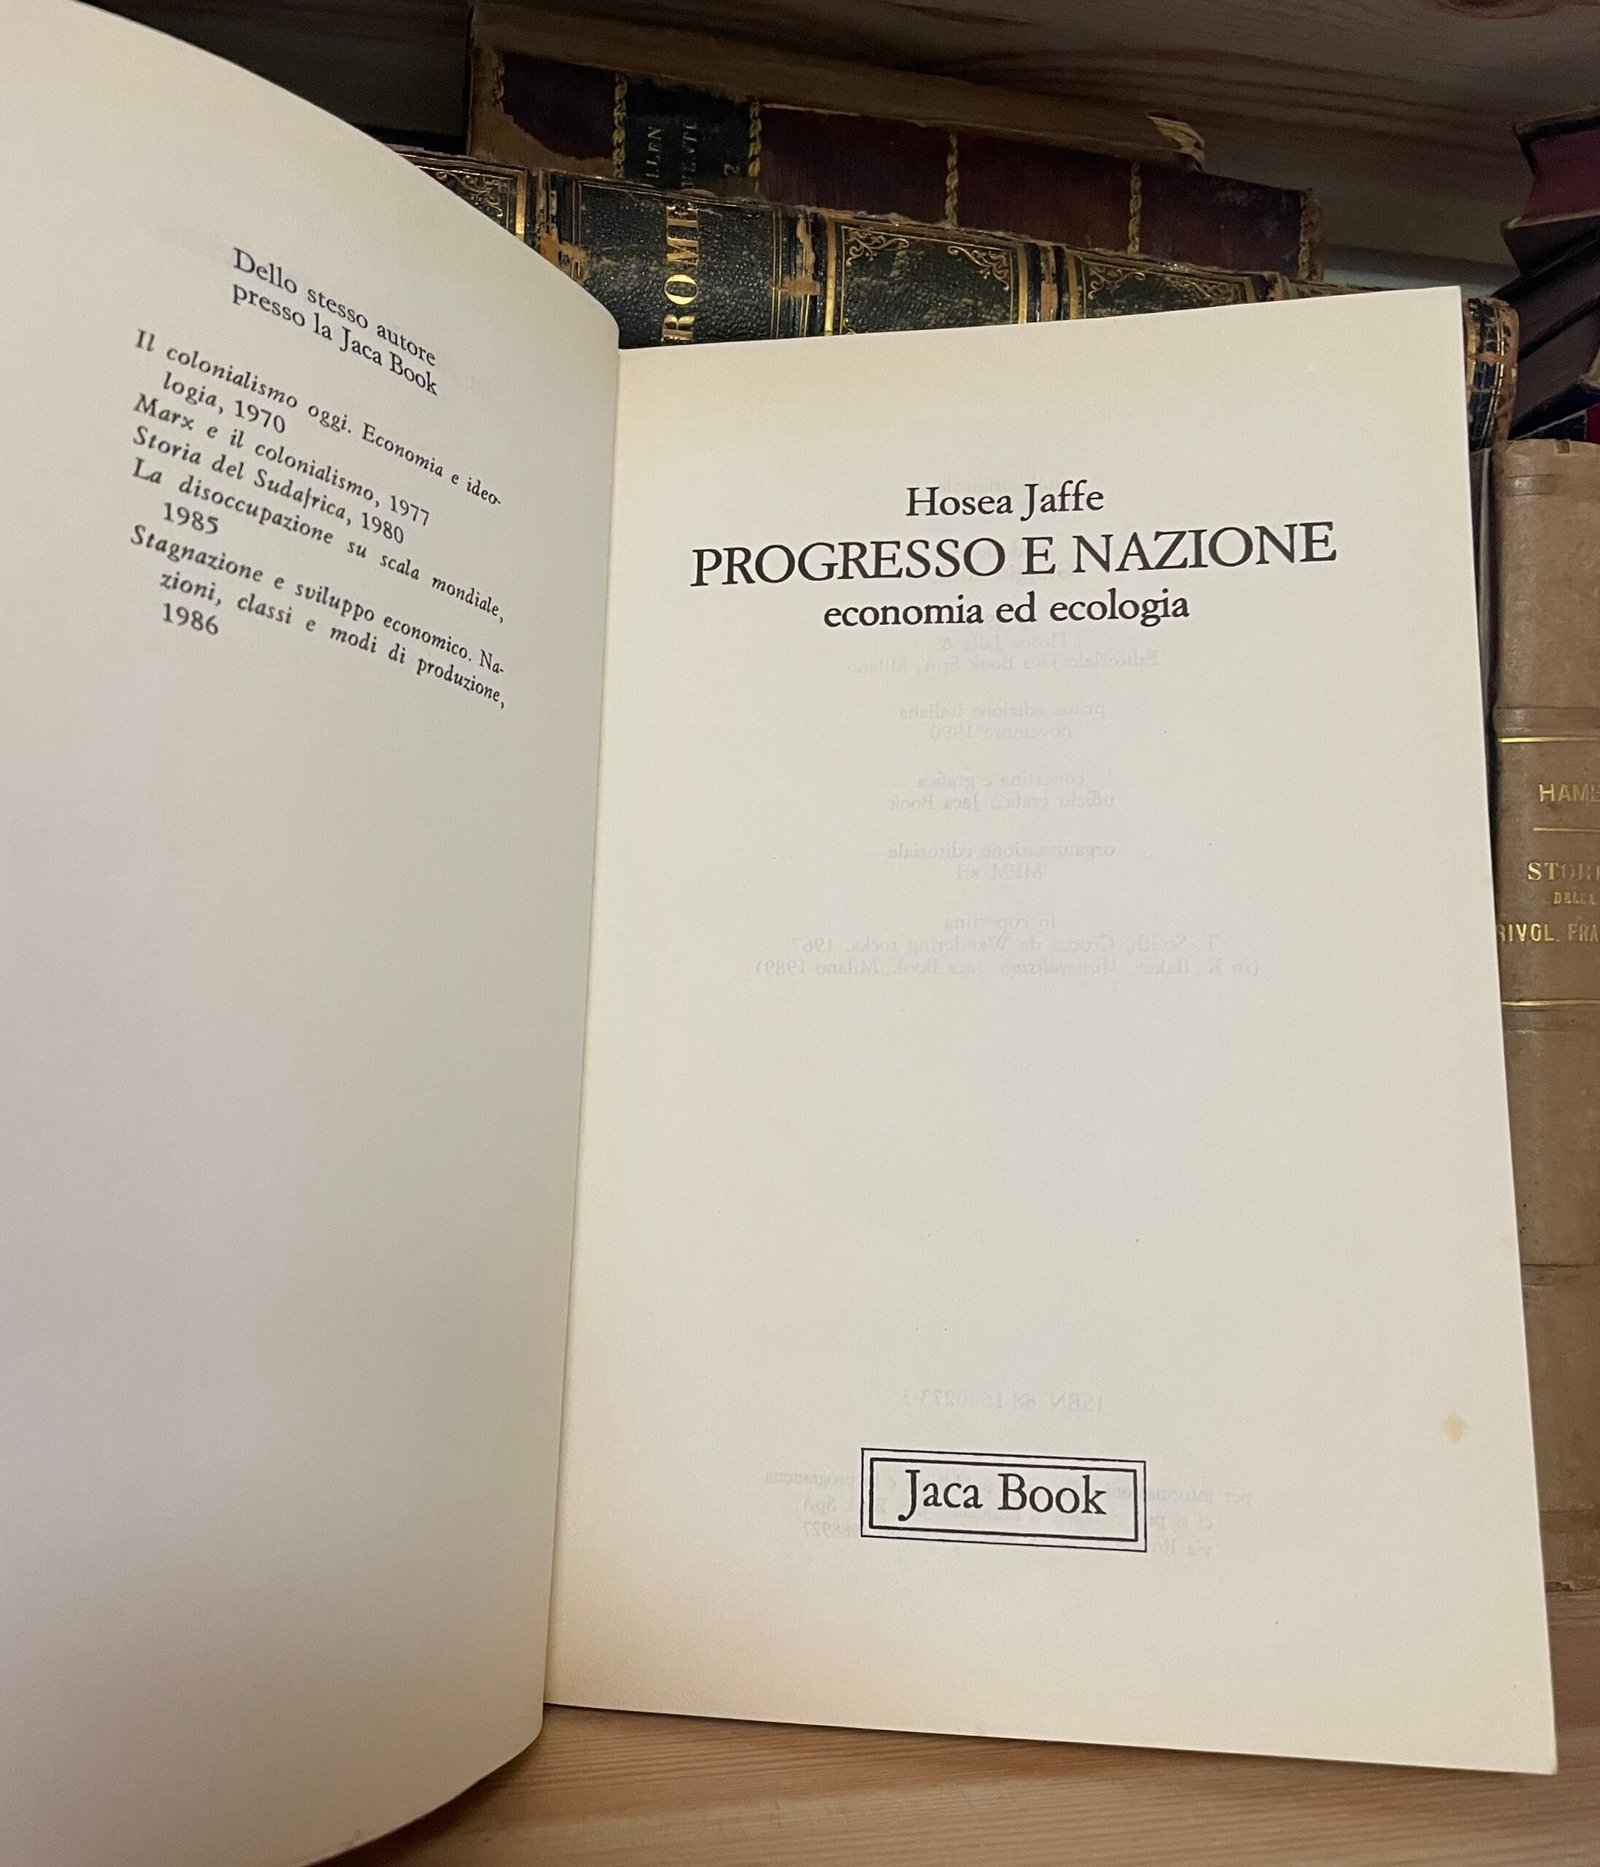 Dello stesso autore
presso la Jaca Book
Il colonialismo oggi. Economia e ideo-
logia, 1970
Marx e il colonialismo, 1977
Storia del Sudafrica, 1980
La disoccupazione su scala mondiale,
1985
Stagnazione e sviluppo economico. Na-
zioni, classi e modi di produzione,
1986
Hosea Jaffe
PROGRESSO E NAZIONE
economia ed ecologia
Jaca Book
ROME
2
STOR
DELLA
RIVOL. FRA